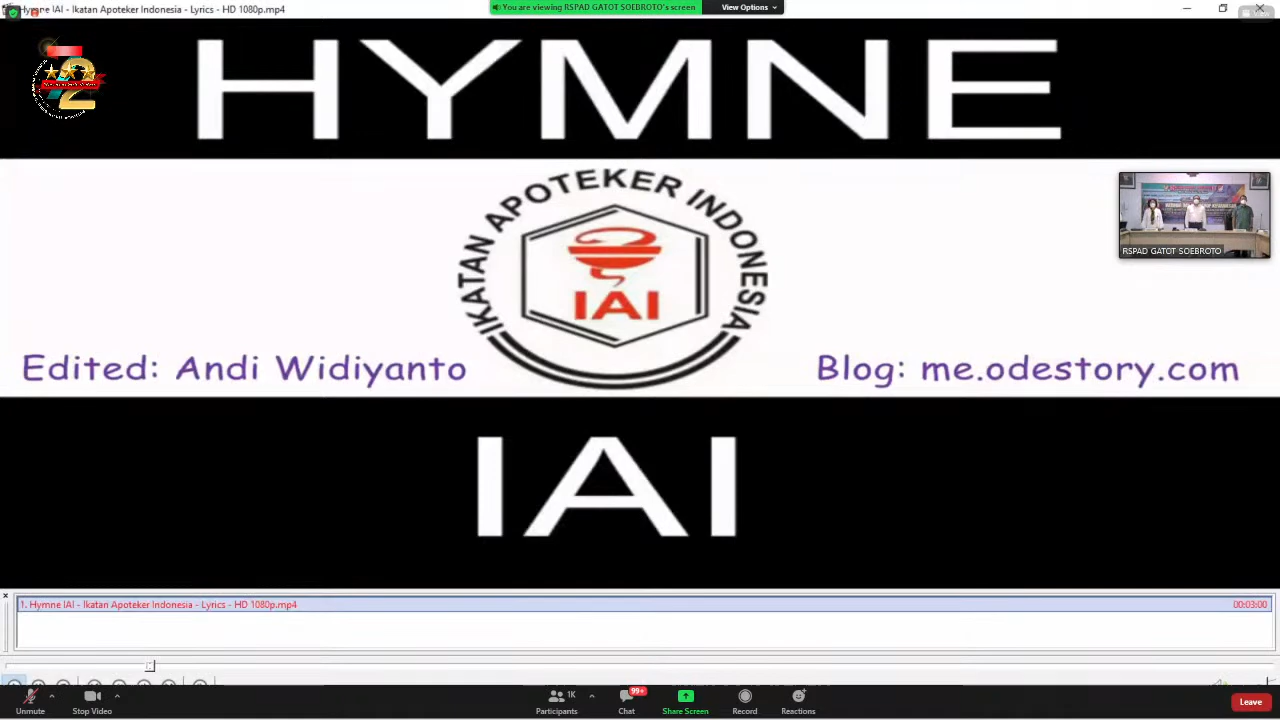 Hymne IAI - Ikatan Apoteker Indonesia - Lyrics - HD 1080p.mp4
You are viewing RSPAD GATOT SOEBROTO's screen
View Options
View
72
HYMNE
IKATAN APOTEKER INDONESIA
IAI
RSPAD GATOT SOEBROTO
Edited: Andi Widiyanto
Blog: me.odestory.com
IAI
1. Hymne IAI - Ikatan Apoteker Indonesia - Lyrics - HD 1080p.mp4
00:03:00
Unmute
Stop Video
Participants
1K
Chat
99+
Share Screen
Record
Reactions
Leave